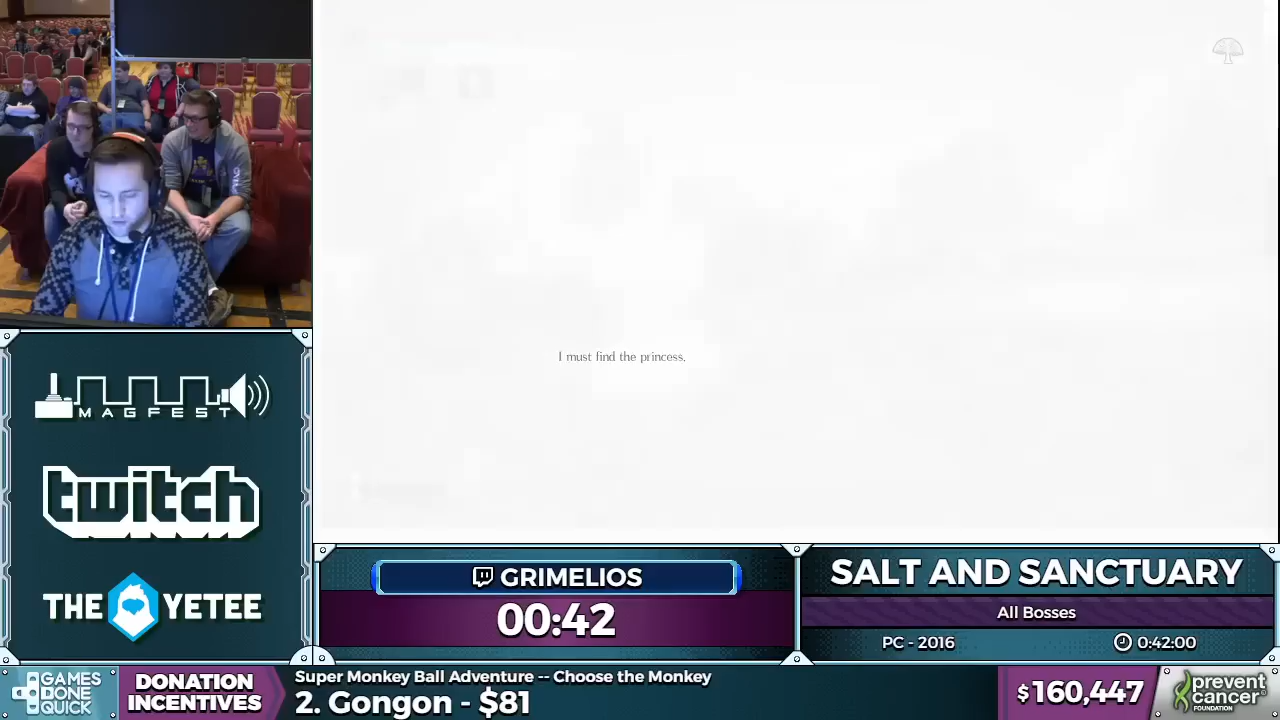 I must find the princess.
MAGFEST
twitch
THE YETEE
GRIMELIOS
00:42
SALT AND SANCTUARY
All Bosses
PC - 2016
0:42:00
GAMES
DONE
QUICK
DONATION
INCENTIVES
Super Monkey Ball Adventure -- Choose the Monkey
2. Gongon - $81
$160,447
prevent
cancer
FOUNDATION